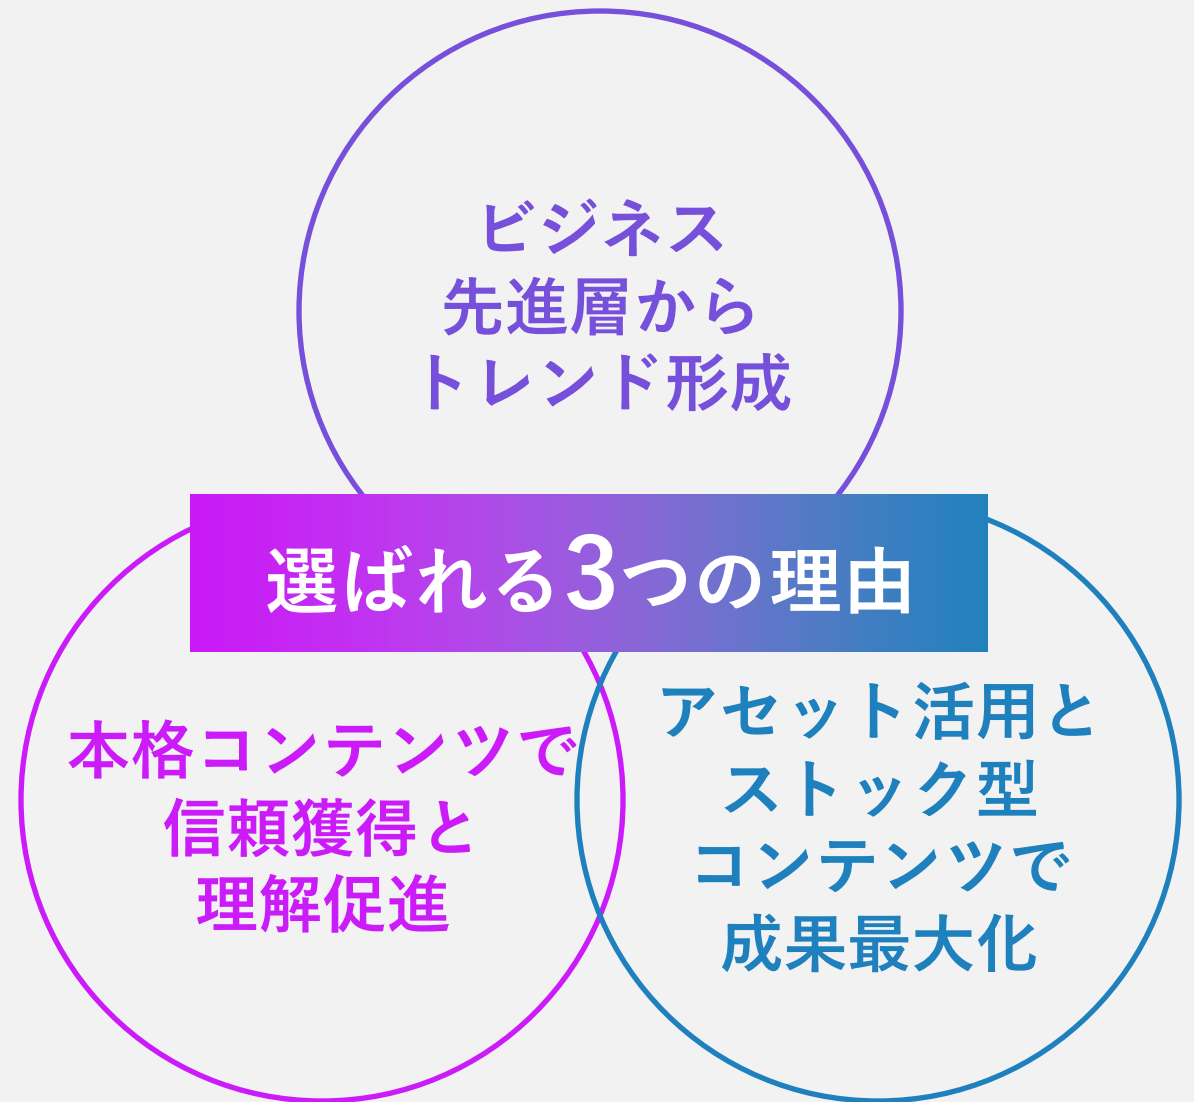 ビジネス
先進層から
トレンド形成
選ばれる3つの理由
本格コンテンツで
信頼獲得と
理解促進
アセット活用と
ストック型
コンテンツで
成果最大化